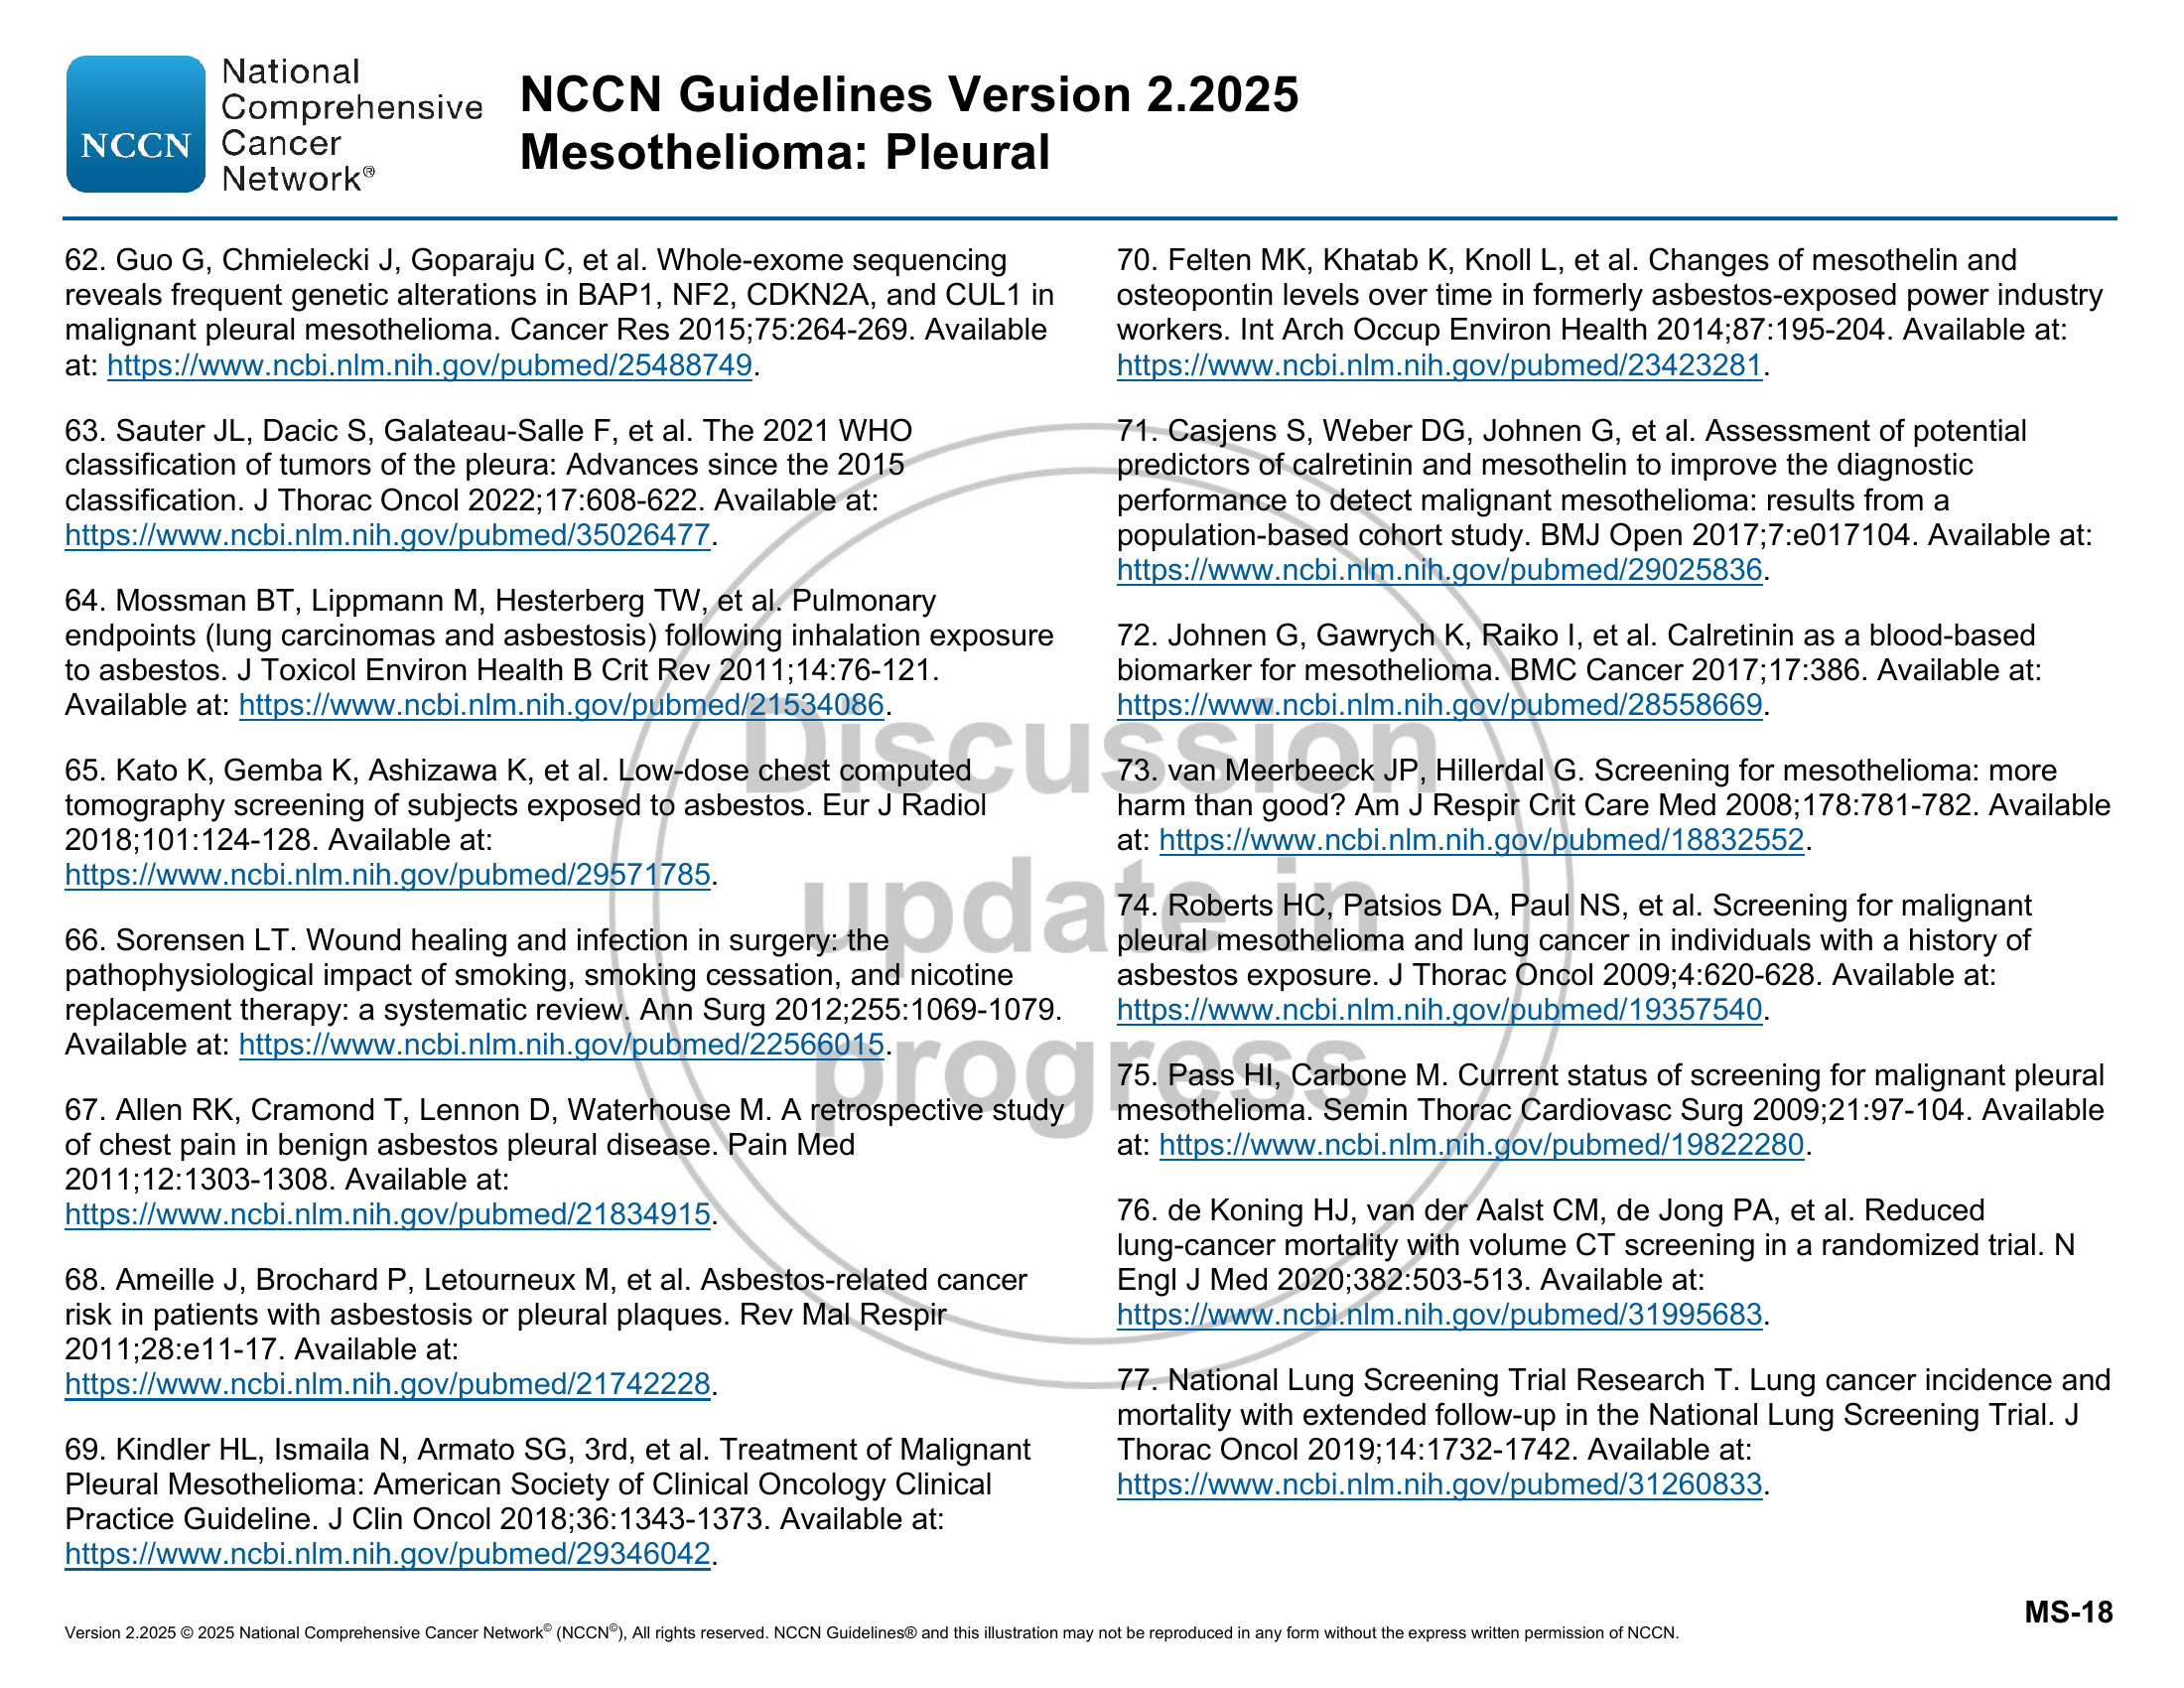 NCCN
National
Comprehensive
Cancer
Network®
NCCN Guidelines Version 2.2025
Mesothelioma: Pleural
62. Guo G, Chmielecki J, Goparaju C, et al. Whole-exome sequencing
reveals frequent genetic alterations in BAP1, NF2, CDKN2A, and CUL1 in
malignant pleural mesothelioma. Cancer Res 2015;75:264-269. Available
at: https://www.ncbi.nlm.nih.gov/pubmed/25488749.
63. Sauter JL, Dacic S, Galateau-Salle F, et al. The 2021 WHO
classification of tumors of the pleura: Advances since the 2015
classification. J Thorac Oncol 2022;17:608-622. Available at:
https://www.ncbi.nlm.nih.gov/pubmed/35026477.
64. Mossman BT, Lippmann M, Hesterberg TW, et al. Pulmonary
endpoints (lung carcinomas and asbestosis) following inhalation exposure
to asbestos. J Toxicol Environ Health B Crit Rev 2011;14:76-121.
Available at: https://www.ncbi.nlm.nih.gov/pubmed/21534086.
65. Kato K, Gemba K, Ashizawa K, et al. Low-dose chest computed
tomography screening of subjects exposed to asbestos. Eur J Radiol
2018;101:124-128. Available at:
https://www.ncbi.nlm.nih.gov/pubmed/29571785.
66. Sorensen LT. Wound healing and infection in surgery: the
pathophysiological impact of smoking, smoking cessation, and nicotine
replacement therapy: a systematic review. Ann Surg 2012;255:1069-1079.
Available at: https://www.ncbi.nlm.nih.gov/pubmed/22566015.
67. Allen RK, Cramond T, Lennon D, Waterhouse M. A retrospective study
of chest pain in benign asbestos pleural disease. Pain Med
2011;12:1303-1308. Available at:
https://www.ncbi.nlm.nih.gov/pubmed/21834915.
68. Ameille J, Brochard P, Letourneux M, et al. Asbestos-related cancer
risk in patients with asbestosis or pleural plaques. Rev Mal Respir
2011;28:e11-17. Available at:
https://www.ncbi.nlm.nih.gov/pubmed/21742228.
69. Kindler HL, Ismaila N, Armato SG, 3rd, et al. Treatment of Malignant
Pleural Mesothelioma: American Society of Clinical Oncology Clinical
Practice Guideline. J Clin Oncol 2018;36:1343-1373. Available at:
https://www.ncbi.nlm.nih.gov/pubmed/29346042.
70. Felten MK, Khatab K, Knoll L, et al. Changes of mesothelin and
osteopontin levels over time in formerly asbestos-exposed power industry
workers. Int Arch Occup Environ Health 2014;87:195-204. Available at:
https://www.ncbi.nlm.nih.gov/pubmed/23423281.
71. Casjens S, Weber DG, Johnen G, et al. Assessment of potential
predictors of calretinin and mesothelin to improve the diagnostic
performance to detect malignant mesothelioma: results from a
population-based cohort study. BMJ Open 2017;7:e017104. Available at:
https://www.ncbi.nlm.nih.gov/pubmed/29025836.
72. Johnen G, Gawrych K, Raiko I, et al. Calretinin as a blood-based
biomarker for mesothelioma. BMC Cancer 2017;17:386. Available at:
https://www.ncbi.nlm.nih.gov/pubmed/28558669.
73. van Meerbeeck JP, Hillerdal G. Screening for mesothelioma: more
harm than good? Am J Respir Crit Care Med 2008;178:781-782. Available
at: https://www.ncbi.nlm.nih.gov/pubmed/18832552.
74. Roberts HC, Patsios DA, Paul NS, et al. Screening for malignant
pleural mesothelioma and lung cancer in individuals with a history of
asbestos exposure. J Thorac Oncol 2009;4:620-628. Available at:
https://www.ncbi.nlm.nih.gov/pubmed/19357540.
75. Pass HI, Carbone M. Current status of screening for malignant pleural
mesothelioma. Semin Thorac Cardiovasc Surg 2009;21:97-104. Available
at: https://www.ncbi.nlm.nih.gov/pubmed/19822280.
76. de Koning HJ, van der Aalst CM, de Jong PA, et al. Reduced
lung-cancer mortality with volume CT screening in a randomized trial. N
Engl J Med 2020;382:503-513. Available at:
https://www.ncbi.nlm.nih.gov/pubmed/31995683.
77. National Lung Screening Trial Research T. Lung cancer incidence and
mortality with extended follow-up in the National Lung Screening Trial. J
Thorac Oncol 2019;14:1732-1742. Available at:
https://www.ncbi.nlm.nih.gov/pubmed/31260833.
Discussion
update in
progress
MS-18
Version 2.2025 © 2025 National Comprehensive Cancer Network© (NCCN©), All rights reserved. NCCN Guidelines® and this illustration may not be reproduced in any form without the express written permission of NCCN.